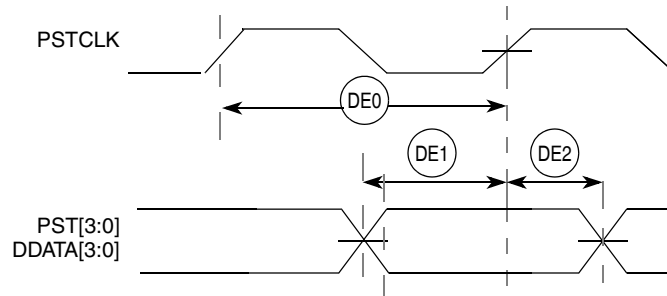 PSTCLK
DE0
DE1
DE2
PST[3:0]
DDATA[3:0]